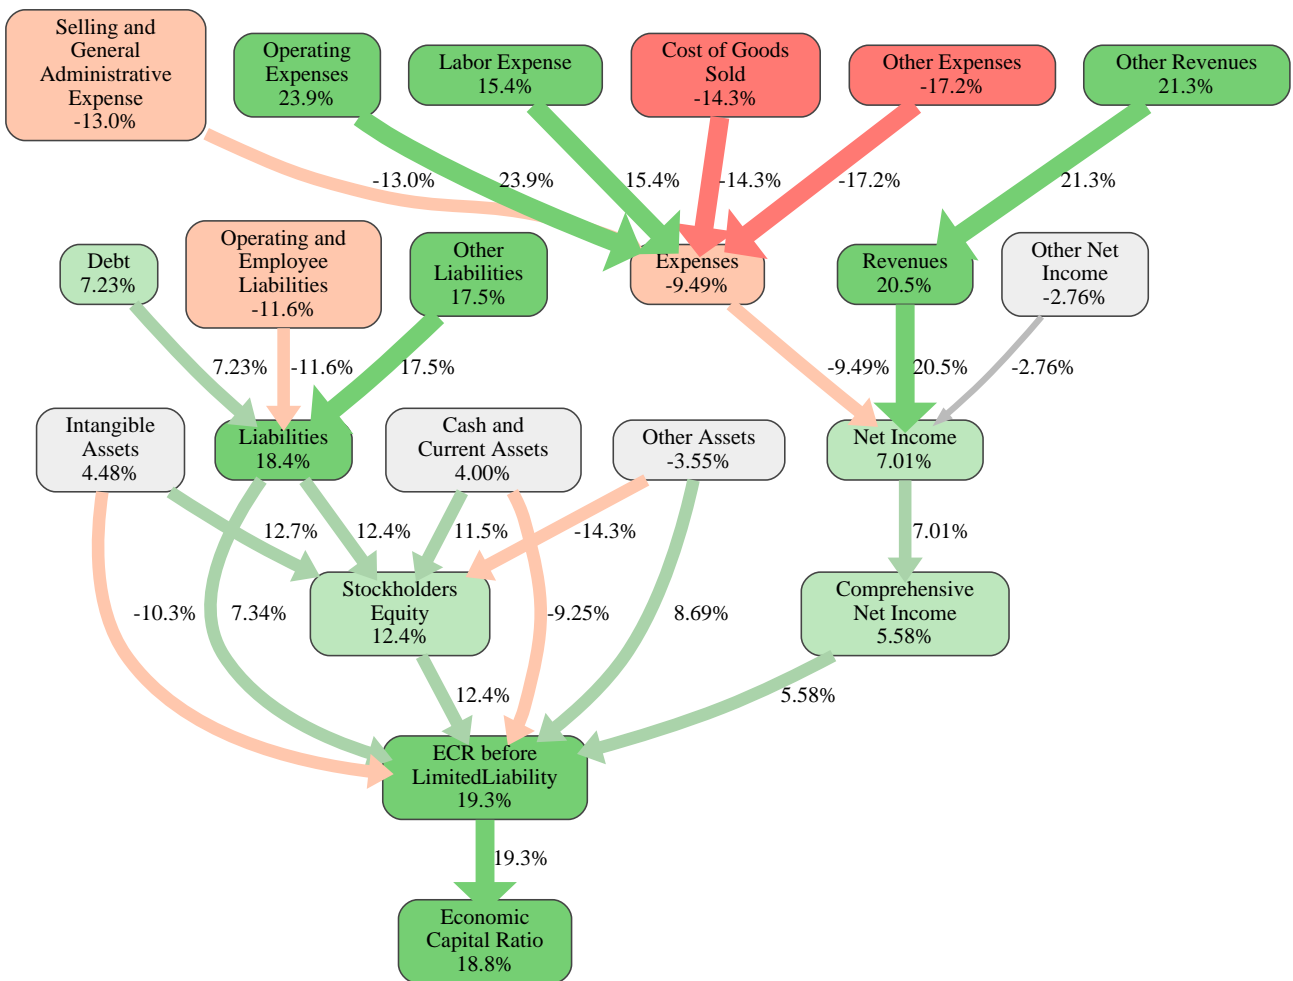 Selling and
General
Administrative
Expense
-13.0%
Operating
Expenses
23.9%
Labor Expense
15.4%
Cost of Goods
Sold
-14.3%
Other Expenses
-17.2%
Other Revenues
21.3%
-13.0%
23.9%
15.4%
-14.3%
-17.2%
21.3%
Debt
7.23%
Operating and
Employee
Liabilities
-11.6%
Other
Liabilities
17.5%
Expenses
-9.49%
Revenues
20.5%
Other Net
Income
-2.76%
7.23%
-11.6%
17.5%
-9.49%
20.5%
-2.76%
Intangible
Assets
4.48%
Liabilities
18.4%
Cash and
Current Assets
4.00%
Other Assets
-3.55%
Net Income
7.01%
12.7%
12.4%
11.5%
-14.3%
7.01%
-10.3%
7.34%
Stockholders
Equity
12.4%
-9.25%
8.69%
Comprehensive
Net Income
5.58%
12.4%
5.58%
ECR before
LimitedLiability
19.3%
19.3%
Economic
Capital Ratio
18.8%